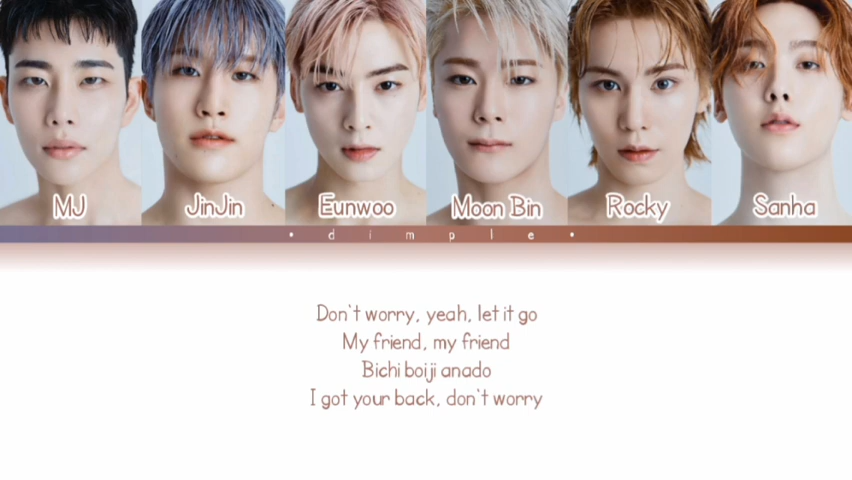 MJ JinJin Eunwoo Moon Bin Rocky Sanha
• dimple •
Don't worry, yeah, let it go
My friend, my friend
Bichi boiji anado
I got your back, don't worry